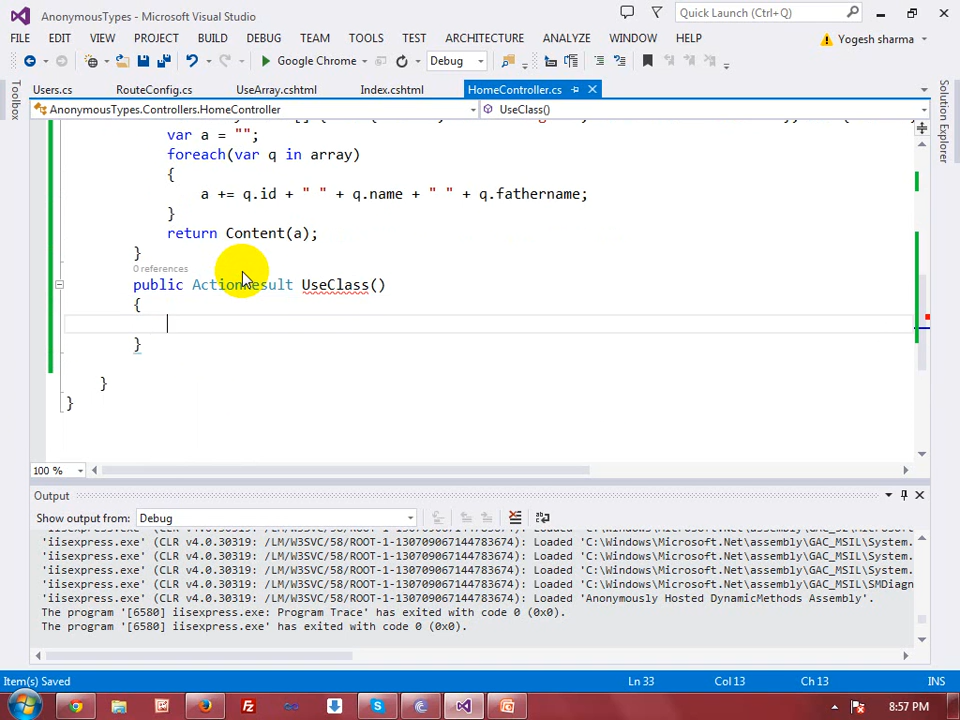 AnonymousTypes - Microsoft Visual Studio
Quick Launch (Ctrl+Q)
FILE EDIT VIEW PROJECT BUILD DEBUG TEAM TOOLS TEST ARCHITECTURE ANALYZE WINDOW HELP
Yogesh sharma
Google Chrome
Debug
Users.cs RouteConfig.cs UseArray.cshtml Index.cshtml HomeController.cs
AnonymousTypes.Controllers.HomeController UseClass()
Toolbox
Solution Explorer
var a = "";
foreach(var q in array)
{
a += q.id + " " + q.name + " " + q.fathername;
}
return Content(a);
}
0 references
public ActionResult UseClass()
{
}
}
}
100 %
Output
Show output from: Debug
'iisexpress.exe' (CLR v4.0.30319: /LM/W3SVC/58/ROOT-1-130709067144783674): Loaded 'C:\Windows\Microsoft.Net\assembly\GAC_MSIL\System.
'iisexpress.exe' (CLR v4.0.30319: /LM/W3SVC/58/ROOT-1-130709067144783674): Loaded 'C:\Windows\Microsoft.Net\assembly\GAC_MSIL\System.
'iisexpress.exe' (CLR v4.0.30319: /LM/W3SVC/58/ROOT-1-130709067144783674): Loaded 'C:\Windows\Microsoft.Net\assembly\GAC_MSIL\System.
'iisexpress.exe' (CLR v4.0.30319: /LM/W3SVC/58/ROOT-1-130709067144783674): Loaded 'C:\Windows\Microsoft.Net\assembly\GAC_MSIL\SMDiagn
'iisexpress.exe' (CLR v4.0.30319: /LM/W3SVC/58/ROOT-1-130709067144783674): Loaded 'Anonymously Hosted DynamicMethods Assembly'.
The program '[6580] iisexpress.exe: Program Trace' has exited with code 0 (0x0).
The program '[6580] iisexpress.exe' has exited with code 0 (0x0).
Item(s) Saved Ln 33 Col 13 Ch 13 INS
8:57 PM